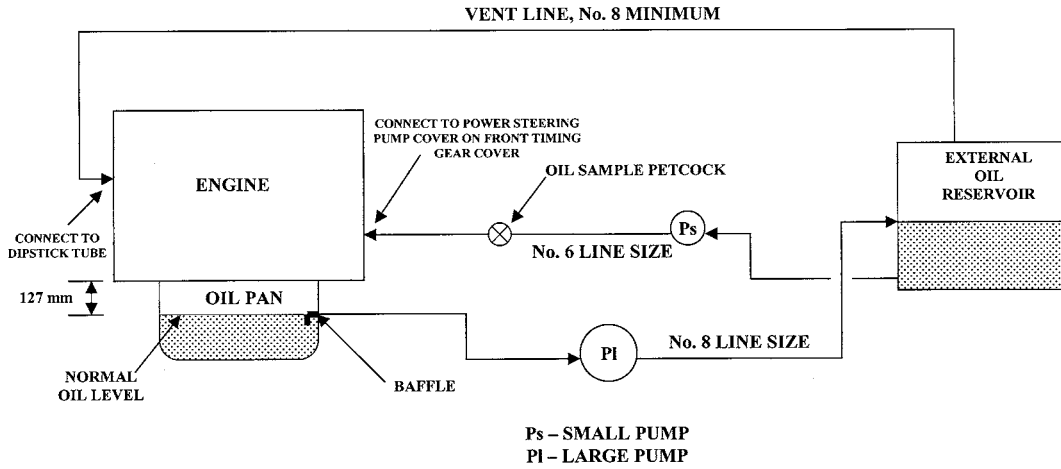 VENT LINE, No. 8 MINIMUM
CONNECT TO POWER STEERING
PUMP COVER ON FRONT TIMING
GEAR COVER
EXTERNAL
OIL
RESERVOIR
ENGINE
OIL SAMPLE PETCOCK
Ps
CONNECT TO
DIPSTICK TUBE
No. 6 LINE SIZE
127 mm
OIL PAN
Pl
No. 8 LINE SIZE
NORMAL
OIL LEVEL
BAFFLE
Ps – SMALL PUMP
Pl – LARGE PUMP